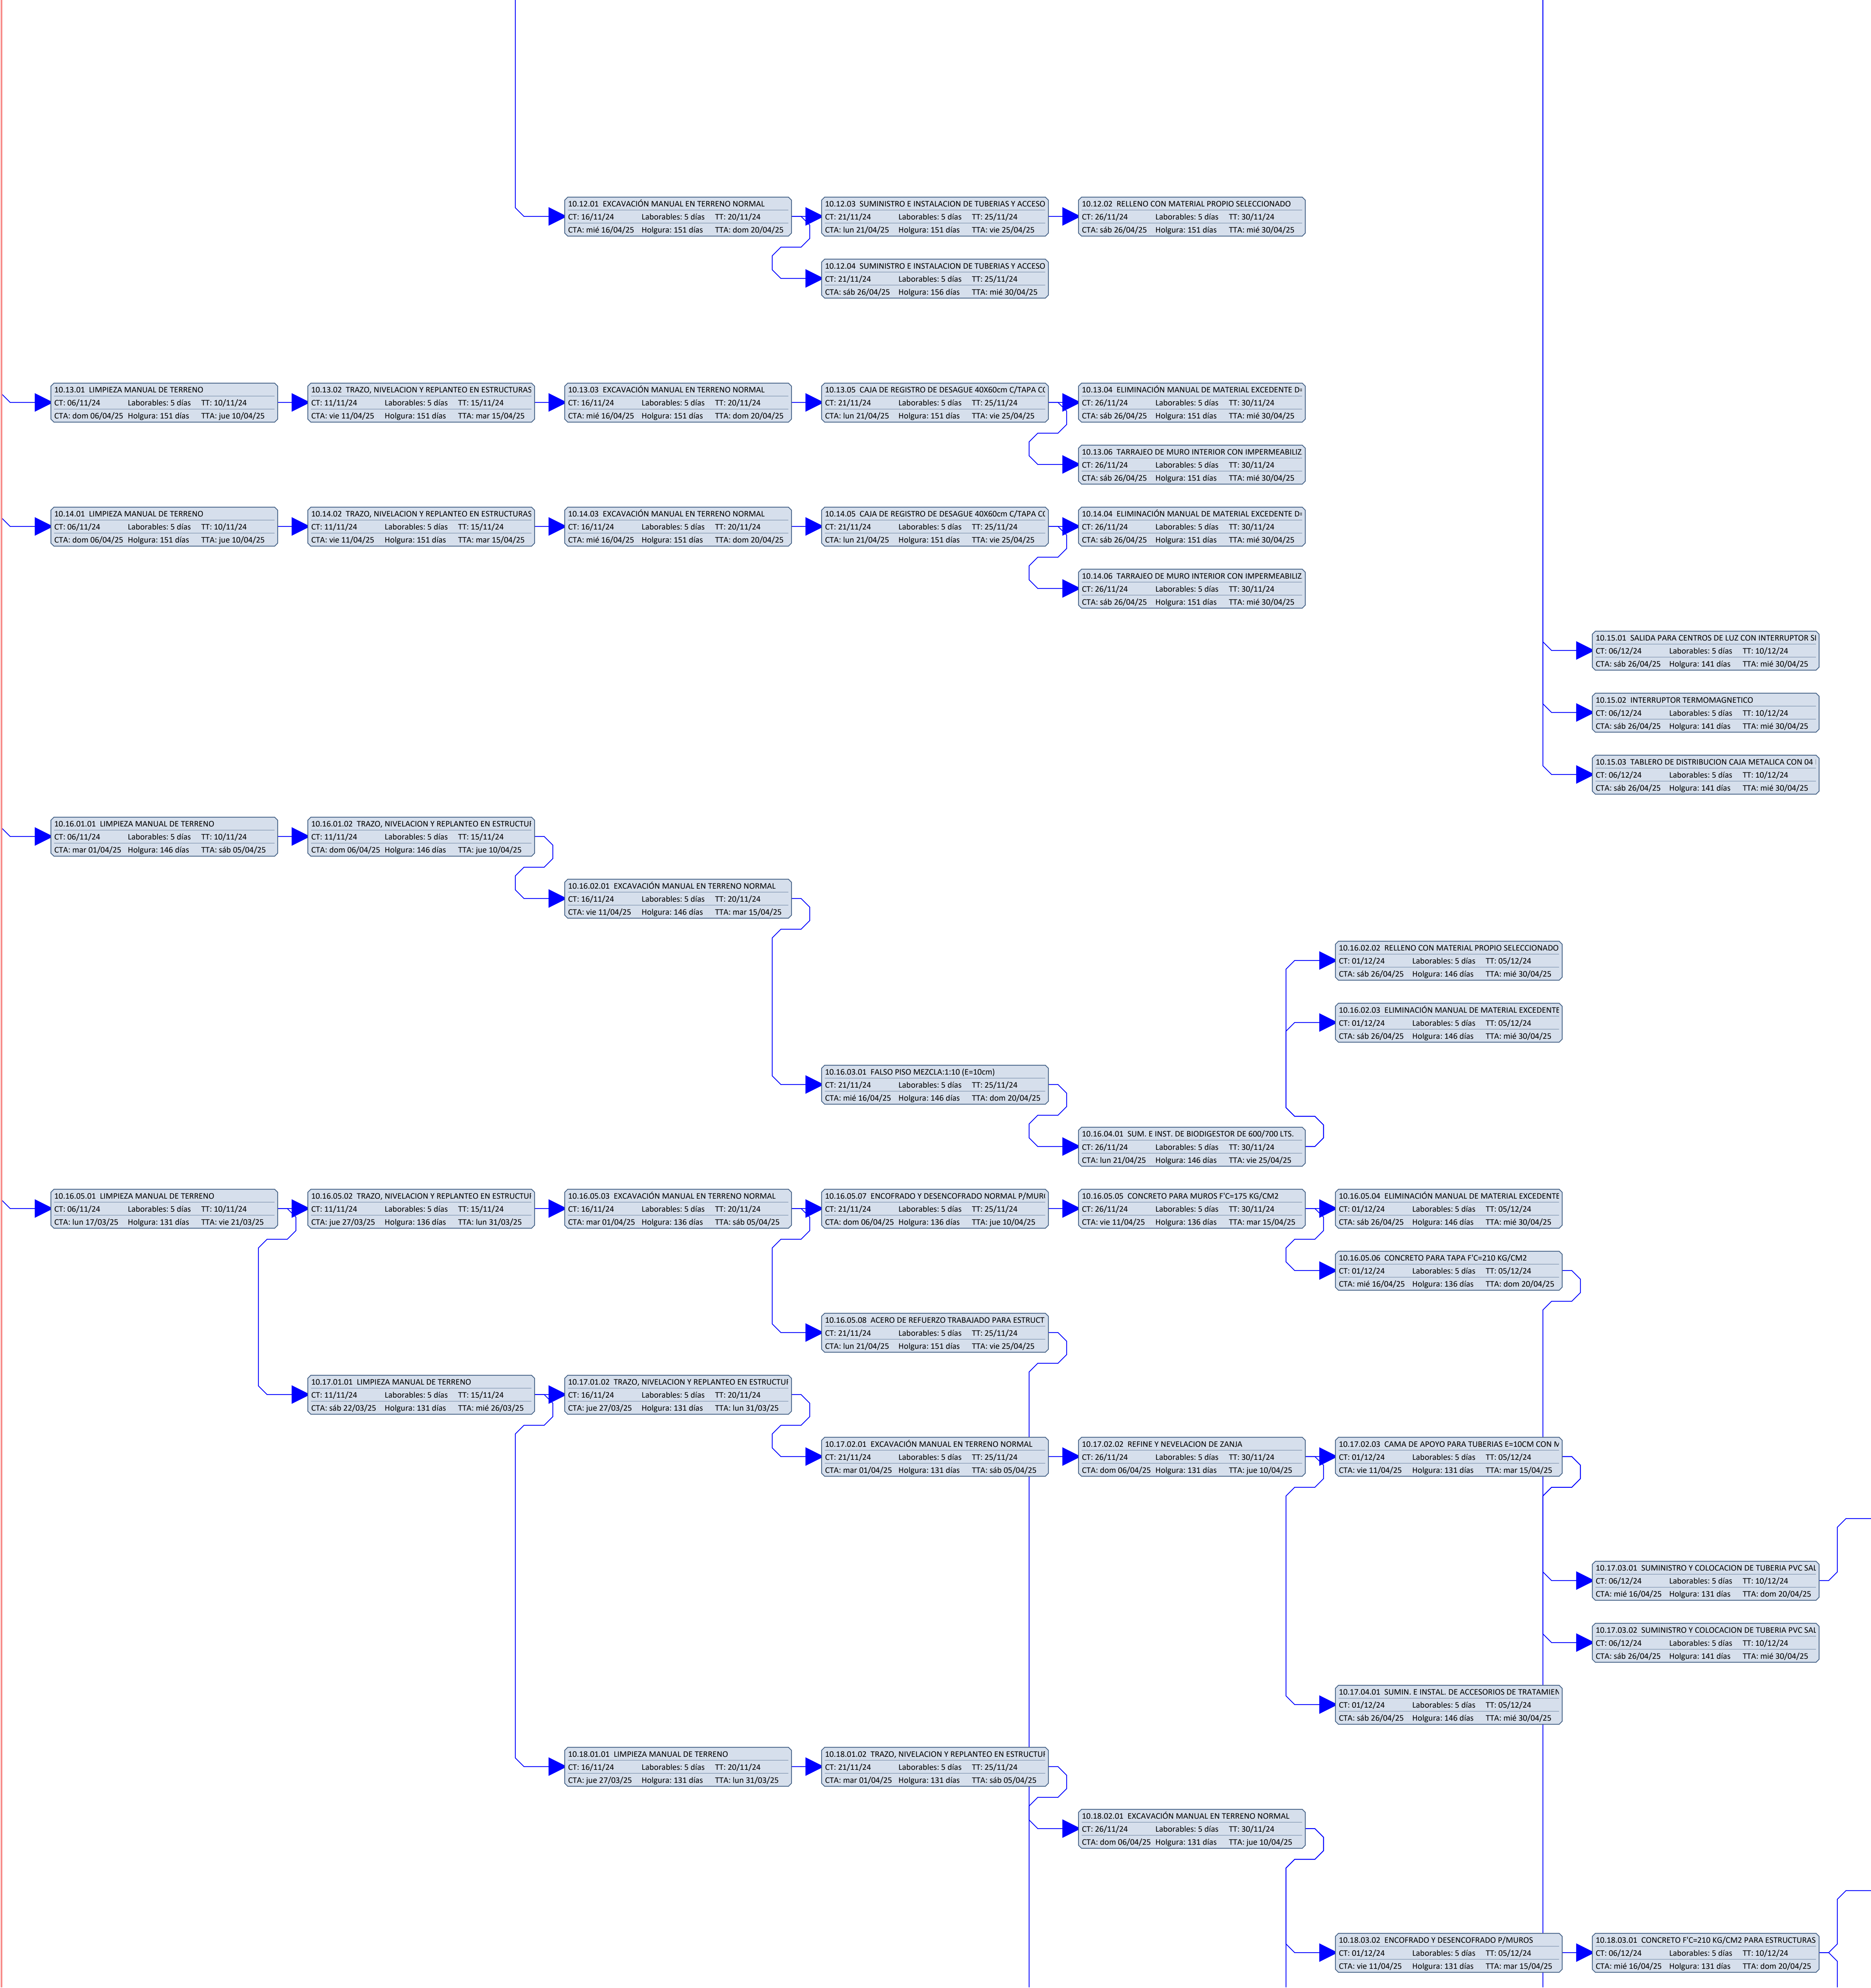 10.12.01 EXCAVACIÓN MANUAL EN TERRENO NORMAL
CT: 16/11/24 Laborables: 5 días TT: 20/11/24
CTA: mié 16/04/25 Holgura: 151 días TTA: dom 20/04/25
10.12.03 SUMINISTRO E INSTALACION DE TUBERIAS Y ACCESO
CT: 21/11/24 Laborables: 5 días TT: 25/11/24
CTA: lun 21/04/25 Holgura: 151 días TTA: vie 25/04/25
10.12.02 RELLENO CON MATERIAL PROPIO SELECCIONADO
CT: 26/11/24 Laborables: 5 días TT: 30/11/24
CTA: sáb 26/04/25 Holgura: 151 días TTA: mié 30/04/25
10.12.04 SUMINISTRO E INSTALACION DE TUBERIAS Y ACCESO
CT: 21/11/24 Laborables: 5 días TT: 25/11/24
CTA: sáb 26/04/25 Holgura: 156 días TTA: mié 30/04/25
10.13.01 LIMPIEZA MANUAL DE TERRENO
CT: 06/11/24 Laborables: 5 días TT: 10/11/24
CTA: dom 06/04/25 Holgura: 151 días TTA: jue 10/04/25
10.13.02 TRAZO, NIVELACION Y REPLANTEO EN ESTRUCTURAS
CT: 11/11/24 Laborables: 5 días TT: 15/11/24
CTA: vie 11/04/25 Holgura: 151 días TTA: mar 15/04/25
10.13.03 EXCAVACIÓN MANUAL EN TERRENO NORMAL
CT: 16/11/24 Laborables: 5 días TT: 20/11/24
CTA: mié 16/04/25 Holgura: 151 días TTA: dom 20/04/25
10.13.05 CAJA DE REGISTRO DE DESAGUE 40X60cm C/TAPA
CT: 21/11/24 Laborables: 5 días TT: 25/11/24
CTA: lun 21/04/25 Holgura: 151 días TTA: vie 25/04/25
10.13.04 ELIMINACIÓN MANUAL DE MATERIAL EXCEDENTE
CT: 26/11/24 Laborables: 5 días TT: 30/11/24
CTA: sáb 26/04/25 Holgura: 151 días TTA: mié 30/04/25
10.13.06 TARRAJEO DE MURO INTERIOR CON IMPERMEABILIZ
CT: 26/11/24 Laborables: 5 días TT: 30/11/24
CTA: sáb 26/04/25 Holgura: 151 días TTA: mié 30/04/25
10.14.01 LIMPIEZA MANUAL DE TERRENO
CT: 06/11/24 Laborables: 5 días TT: 10/11/24
CTA: dom 06/04/25 Holgura: 151 días TTA: jue 10/04/25
10.14.02 TRAZO, NIVELACION Y REPLANTEO EN ESTRUCTURAS
CT: 11/11/24 Laborables: 5 días TT: 15/11/24
CTA: vie 11/04/25 Holgura: 151 días TTA: mar 15/04/25
10.14.03 EXCAVACIÓN MANUAL EN TERRENO NORMAL
CT: 16/11/24 Laborables: 5 días TT: 20/11/24
CTA: mié 16/04/25 Holgura: 151 días TTA: dom 20/04/25
10.14.05 CAJA DE REGISTRO DE DESAGUE 40X60cm C/TAPA
CT: 21/11/24 Laborables: 5 días TT: 25/11/24
CTA: lun 21/04/25 Holgura: 151 días TTA: vie 25/04/25
10.14.04 ELIMINACIÓN MANUAL DE MATERIAL EXCEDENTE
CT: 26/11/24 Laborables: 5 días TT: 30/11/24
CTA: sáb 26/04/25 Holgura: 151 días TTA: mié 30/04/25
10.14.06 TARRAJEO DE MURO INTERIOR CON IMPERMEABILIZ
CT: 26/11/24 Laborables: 5 días TT: 30/11/24
CTA: sáb 26/04/25 Holgura: 151 días TTA: mié 30/04/25
10.15.01 SALIDA PARA CENTROS DE LUZ CON INTERRUPTOR
CT: 06/12/24 Laborables: 5 días TT: 10/12/24
CTA: sáb 26/04/25 Holgura: 141 días TTA: mié 30/04/25
10.15.02 INTERRUPTOR TERMOMAGNETICO
CT: 06/12/24 Laborables: 5 días TT: 10/12/24
CTA: sáb 26/04/25 Holgura: 141 días TTA: mié 30/04/25
10.15.03 TABLERO DE DISTRIBUCION CAJA METALICA CON 04
CT: 06/12/24 Laborables: 5 días TT: 10/12/24
CTA: sáb 26/04/25 Holgura: 141 días TTA: mié 30/04/25
10.16.01.01 LIMPIEZA MANUAL DE TERRENO
CT: 06/11/24 Laborables: 5 días TT: 10/11/24
CTA: mar 01/04/25 Holgura: 146 días TTA: sáb 05/04/25
10.16.01.02 TRAZO, NIVELACION Y REPLANTEO EN ESTRUCTUR
CT: 11/11/24 Laborables: 5 días TT: 15/11/24
CTA: dom 06/04/25 Holgura: 146 días TTA: jue 10/04/25
10.16.02.01 EXCAVACIÓN MANUAL EN TERRENO NORMAL
CT: 16/11/24 Laborables: 5 días TT: 20/11/24
CTA: vie 11/04/25 Holgura: 146 días TTA: mar 15/04/25
10.16.02.02 RELLENO CON MATERIAL PROPIO SELECCIONADO
CT: 01/12/24 Laborables: 5 días TT: 05/12/24
CTA: sáb 26/04/25 Holgura: 146 días TTA: mié 30/04/25
10.16.02.03 ELIMINACIÓN MANUAL DE MATERIAL EXCEDENTE
CT: 01/12/24 Laborables: 5 días TT: 05/12/24
CTA: sáb 26/04/25 Holgura: 146 días TTA: mié 30/04/25
10.16.03.01 FALSO PISO MEZCLA:1:10 (E=10cm)
CT: 21/11/24 Laborables: 5 días TT: 25/11/24
CTA: mié 16/04/25 Holgura: 146 días TTA: dom 20/04/25
10.16.04.01 SUM. E INST. DE BIODIGESTOR DE 600/700 LTS.
CT: 26/11/24 Laborables: 5 días TT: 30/11/24
CTA: lun 21/04/25 Holgura: 146 días TTA: vie 25/04/25
10.16.05.01 LIMPIEZA MANUAL DE TERRENO
CT: 06/11/24 Laborables: 5 días TT: 10/11/24
CTA: lun 17/03/25 Holgura: 131 días TTA: vie 21/03/25
10.16.05.02 TRAZO, NIVELACION Y REPLANTEO EN ESTRUCTUR
CT: 11/11/24 Laborables: 5 días TT: 15/11/24
CTA: jue 27/03/25 Holgura: 136 días TTA: lun 31/03/25
10.16.05.03 EXCAVACIÓN MANUAL EN TERRENO NORMAL
CT: 16/11/24 Laborables: 5 días TT: 20/11/24
CTA: mar 01/04/25 Holgura: 136 días TTA: sáb 05/04/25
10.16.05.07 ENCOFRADO Y DESENCOFRADO NORMAL P/MUR
CT: 21/11/24 Laborables: 5 días TT: 25/11/24
CTA: dom 06/04/25 Holgura: 136 días TTA: jue 10/04/25
10.16.05.05 CONCRETO PARA MUROS F'C=175 KG/CM2
CT: 26/11/24 Laborables: 5 días TT: 30/11/24
CTA: vie 11/04/25 Holgura: 136 días TTA: mar 15/04/25
10.16.05.04 ELIMINACIÓN MANUAL DE MATERIAL EXCEDENTE
CT: 01/12/24 Laborables: 5 días TT: 05/12/24
CTA: sáb 26/04/25 Holgura: 146 días TTA: mié 30/04/25
10.16.05.06 CONCRETO PARA TAPA F'C=210 KG/CM2
CT: 01/12/24 Laborables: 5 días TT: 05/12/24
CTA: mié 16/04/25 Holgura: 136 días TTA: dom 20/04/25
10.16.05.08 ACERO DE REFUERZO TRABAJADO PARA ESTRUCT
CT: 21/11/24 Laborables: 5 días TT: 25/11/24
CTA: lun 21/04/25 Holgura: 151 días TTA: vie 25/04/25
10.17.01.01 LIMPIEZA MANUAL DE TERRENO
CT: 11/11/24 Laborables: 5 días TT: 15/11/24
CTA: sáb 22/03/25 Holgura: 131 días TTA: mié 26/03/25
10.17.01.02 TRAZO, NIVELACION Y REPLANTEO EN ESTRUCTUR
CT: 16/11/24 Laborables: 5 días TT: 20/11/24
CTA: jue 27/03/25 Holgura: 131 días TTA: lun 31/03/25
10.17.02.01 EXCAVACIÓN MANUAL EN TERRENO NORMAL
CT: 21/11/24 Laborables: 5 días TT: 25/11/24
CTA: mar 01/04/25 Holgura: 131 días TTA: sáb 05/04/25
10.17.02.02 REFINE Y NEVELACION DE ZANJA
CT: 26/11/24 Laborables: 5 días TT: 30/11/24
CTA: dom 06/04/25 Holgura: 131 días TTA: jue 10/04/25
10.17.02.03 CAMA DE APOYO PARA TUBERIAS E=10CM CON
CT: 01/12/24 Laborables: 5 días TT: 05/12/24
CTA: vie 11/04/25 Holgura: 131 días TTA: mar 15/04/25
10.17.03.01 SUMINISTRO Y COLOCACION DE TUBERIA PVC SAL
CT: 06/12/24 Laborables: 5 días TT: 10/12/24
CTA: mié 16/04/25 Holgura: 131 días TTA: dom 20/04/25
10.17.03.02 SUMINISTRO Y COLOCACION DE TUBERIA PVC SAL
CT: 06/12/24 Laborables: 5 días TT: 10/12/24
CTA: sáb 26/04/25 Holgura: 141 días TTA: mié 30/04/25
10.17.04.01 SUMIN. E INSTAL. DE ACCESORIOS DE TRATAMIEN
CT: 01/12/24 Laborables: 5 días TT: 05/12/24
CTA: sáb 26/04/25 Holgura: 146 días TTA: mié 30/04/25
10.18.01.01 LIMPIEZA MANUAL DE TERRENO
CT: 16/11/24 Laborables: 5 días TT: 20/11/24
CTA: jue 27/03/25 Holgura: 131 días TTA: lun 31/03/25
10.18.01.02 TRAZO, NIVELACION Y REPLANTEO EN ESTRUCTUR
CT: 21/11/24 Laborables: 5 días TT: 25/11/24
CTA: mar 01/04/25 Holgura: 131 días TTA: sáb 05/04/25
10.18.02.01 EXCAVACIÓN MANUAL EN TERRENO NORMAL
CT: 26/11/24 Laborables: 5 días TT: 30/11/24
CTA: dom 06/04/25 Holgura: 131 días TTA: jue 10/04/25
10.18.03.02 ENCOFRADO Y DESENCOFRADO P/MUROS
CT: 01/12/24 Laborables: 5 días TT: 05/12/24
CTA: vie 11/04/25 Holgura: 131 días TTA: mar 15/04/25
10.18.03.01 CONCRETO F'C=210 KG/CM2 PARA ESTRUCTURAS
CT: 06/12/24 Laborables: 5 días TT: 10/12/24
CTA: mié 16/04/25 Holgura: 131 días TTA: dom 20/04/25